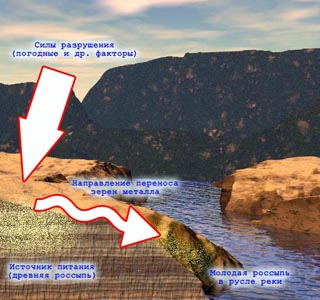 Силы разрушения
(погодные и др. факторы)
Направление переноса
зерен металла
Источник питания
(древняя россыпь)
Молодая россыпь
в русле реки